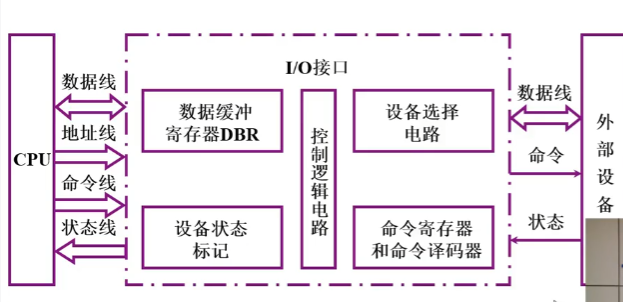 I/O接口
CPU
数据线
地址线
命令线
状态线
数据缓冲
寄存器DBR
设备状态
标记
控制逻辑电路
设备选择
电路
命令寄存器
和命令译码器
数据线
命令
状态
外部设备